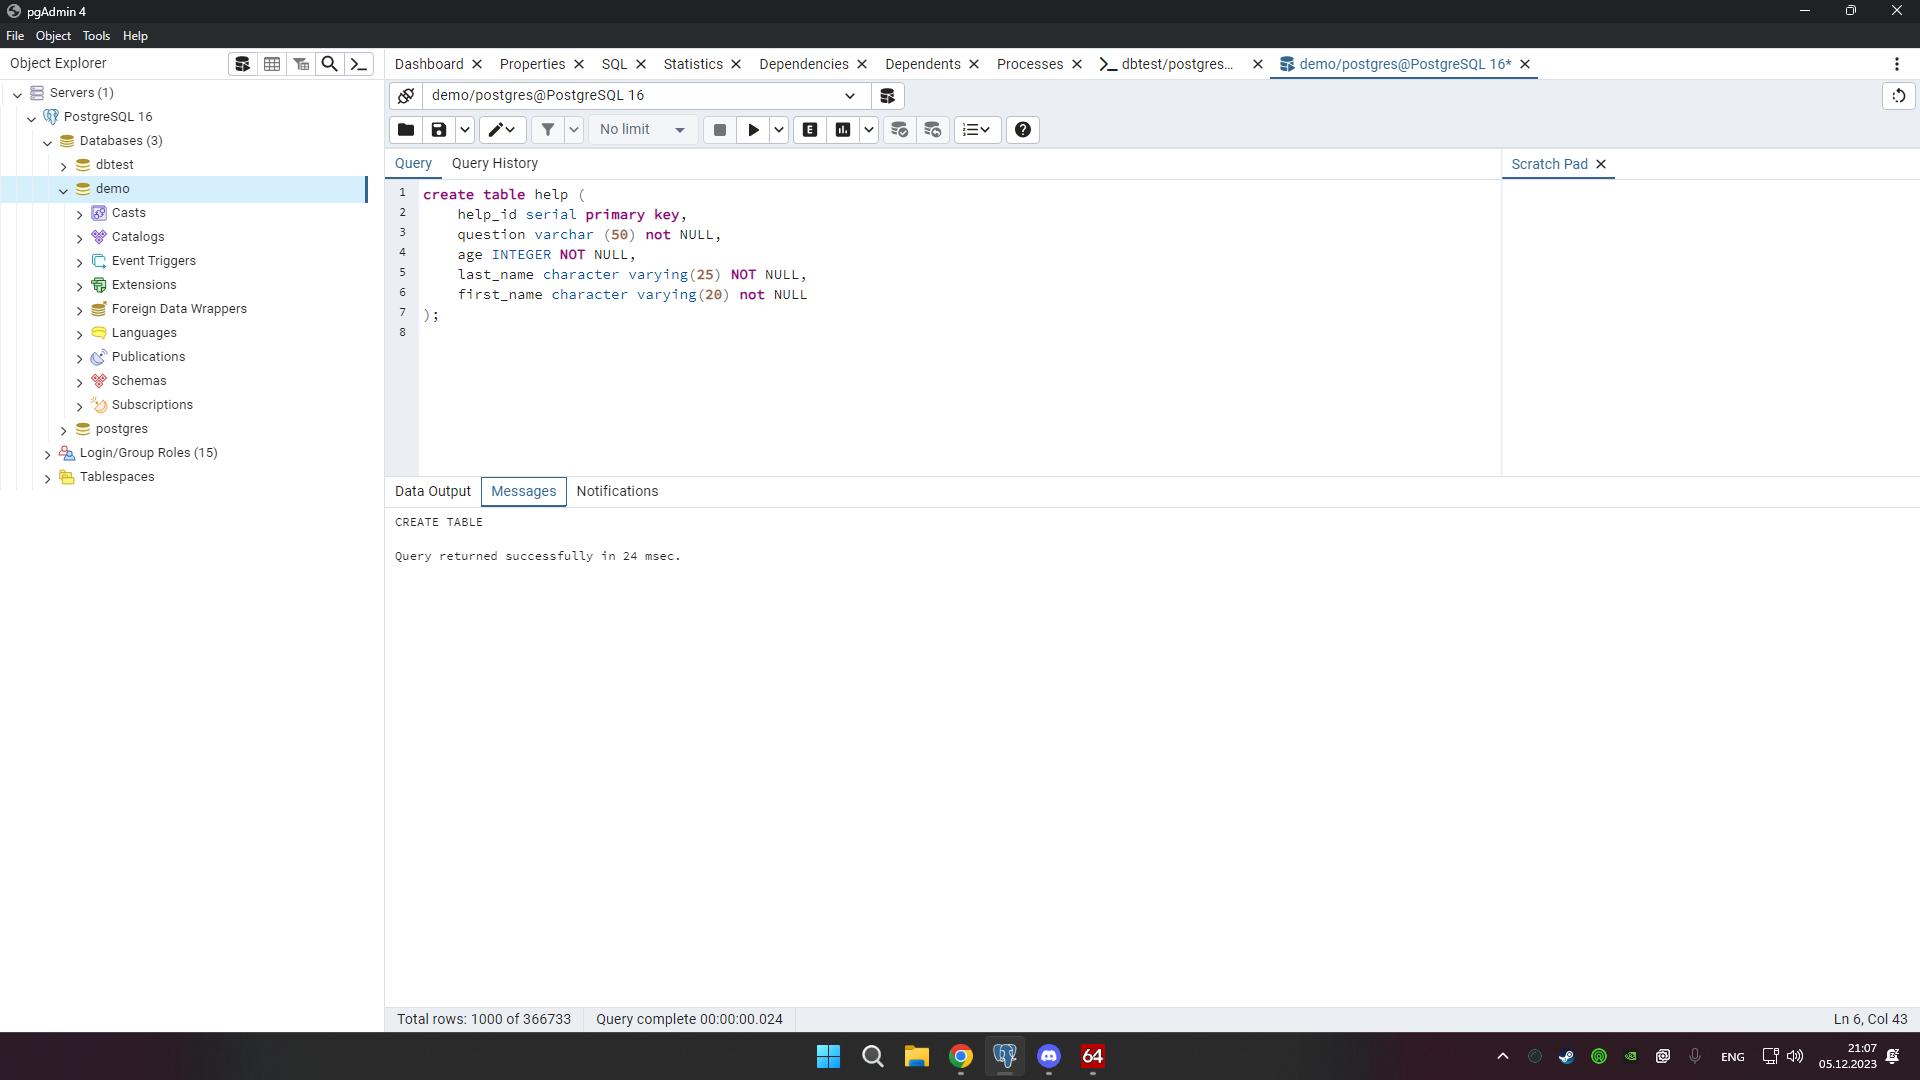 pgAdmin 4
File Object Tools Help
Object Explorer
Dashboard Properties SQL Statistics Dependencies Dependents Processes dbtest/postgres... demo/postgres@PostgreSQL 16*
Servers (1)
PostgreSQL 16
Databases (3)
dbtest
demo
Casts
Catalogs
Event Triggers
Extensions
Foreign Data Wrappers
Languages
Publications
Schemas
Subscriptions
postgres
Login/Group Roles (15)
Tablespaces
demo/postgres@PostgreSQL 16
No limit
E
Query Query History
Scratch Pad
1 create table help (
2 help_id serial primary key,
3 question varchar (50) not NULL,
4 age INTEGER NOT NULL,
5 last_name character varying(25) NOT NULL,
6 first_name character varying(20) not NULL
7 );
8
Data Output Messages Notifications
CREATE TABLE
Query returned successfully in 24 msec.
Total rows: 1000 of 366733 Query complete 00:00:00.024
Ln 6, Col 43
64
ENG
21:07
05.12.2023